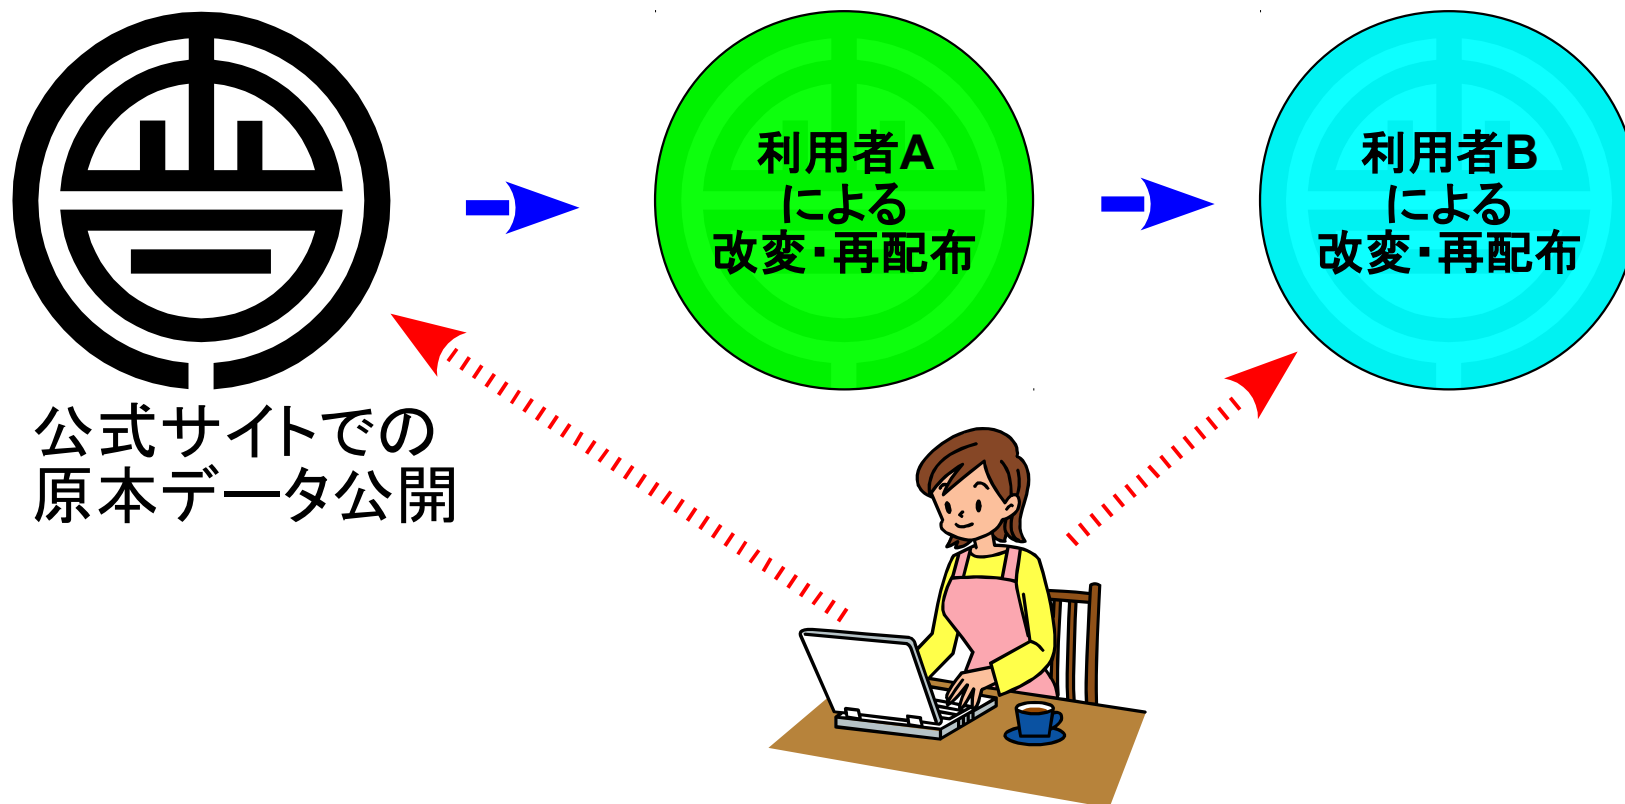 利用者A
による
改変・再配布
利用者B
による
改変・再配布
公式サイトでの
原本データ公開